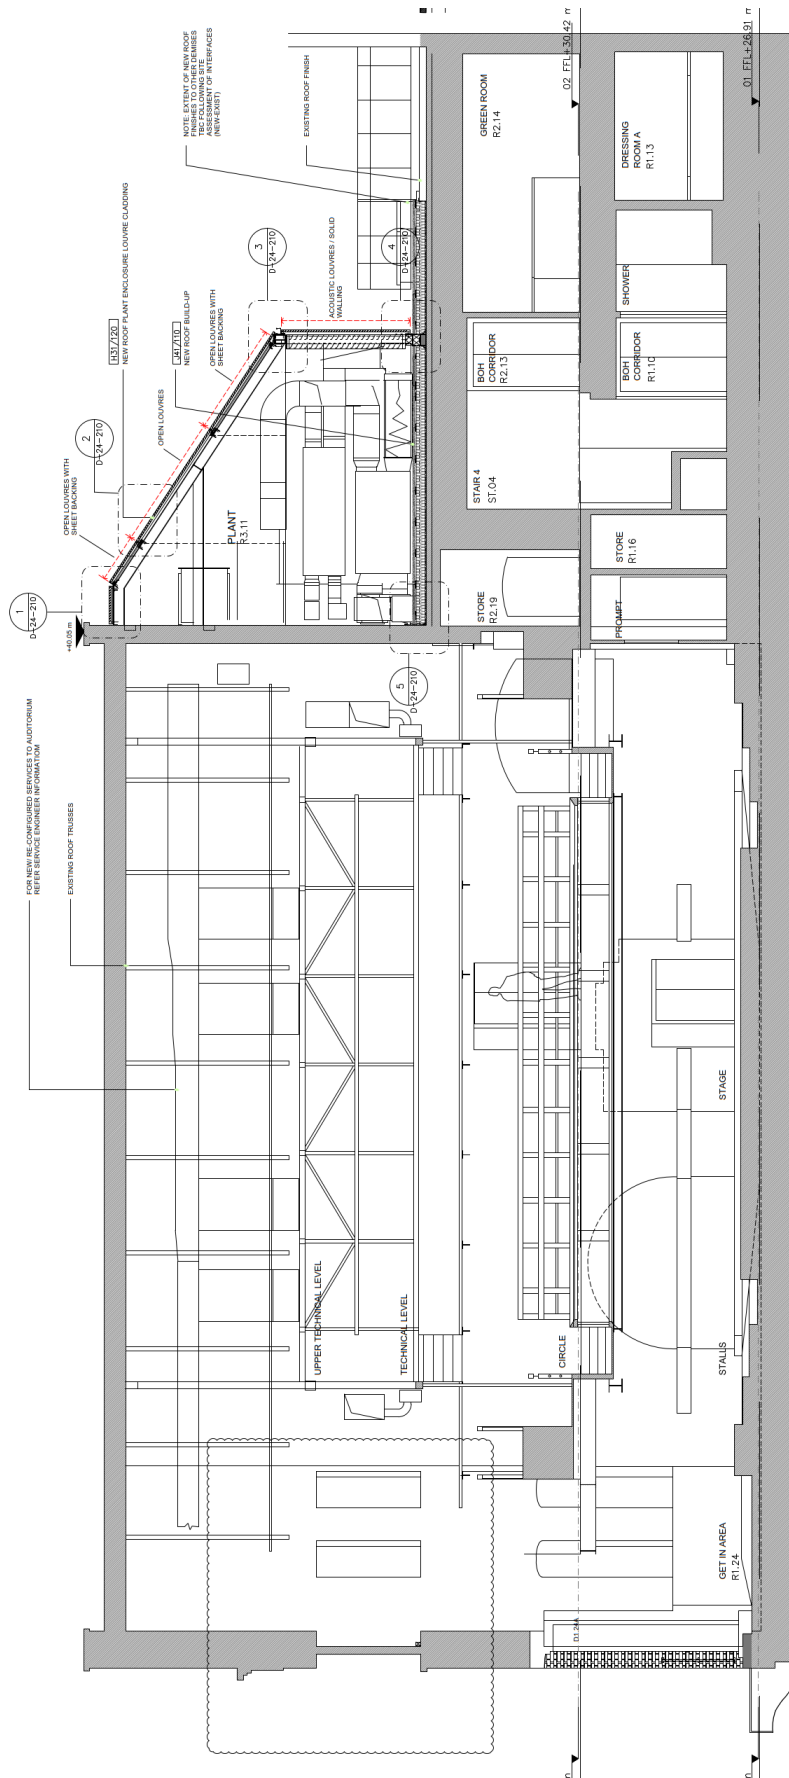 FOR NEW/ RE-CONFIGURED SERVICES TO AUDITORIUM
REFER SERVICE ENGINEER INFORMATION
EXISTING ROOF TRUSSES
1
D-24-210
+40.05 m
OPEN LOUVRES WITH
SHEET BACKING
2
D-24-210
H31/120
NEW ROOF PLANT ENCLOSURE LOUVRE CLADDING
OPEN LOUVRES
J41/110
NEW ROOF BUILD-UP
OPEN LOUVRES WITH
SHEET BACKING
NOTE: EXTENT OF NEW ROOF
FINISHES TO OTHER DEMISES
TBC FOLLOWING SITE
ASSESSMENT OF INTERFACES
(NEW-EXIST)
3
D-24-210
EXISTING ROOF FINISH
ACOUSTIC LOUVRES / SOLID
WALLING
4
D-24-210
PLANT
R3.11
5
D-24-210
UPPER TECHNICAL LEVEL
TECHNICAL LEVEL
STORE
R2.19
STAIR 4
ST.04
BOH
CORRIDOR
R2.13
GREEN ROOM
R2.14
02 FFL+30.42 m
CIRCLE
D1.24A
PROMPT
STORE
R1.16
BOH
CORRIDOR
R1.10
SHOWER
DRESSING
ROOM A
R1.13
GET IN AREA
R1.24
STALLS
STAGE
01 FFL+26.91 m
m
m